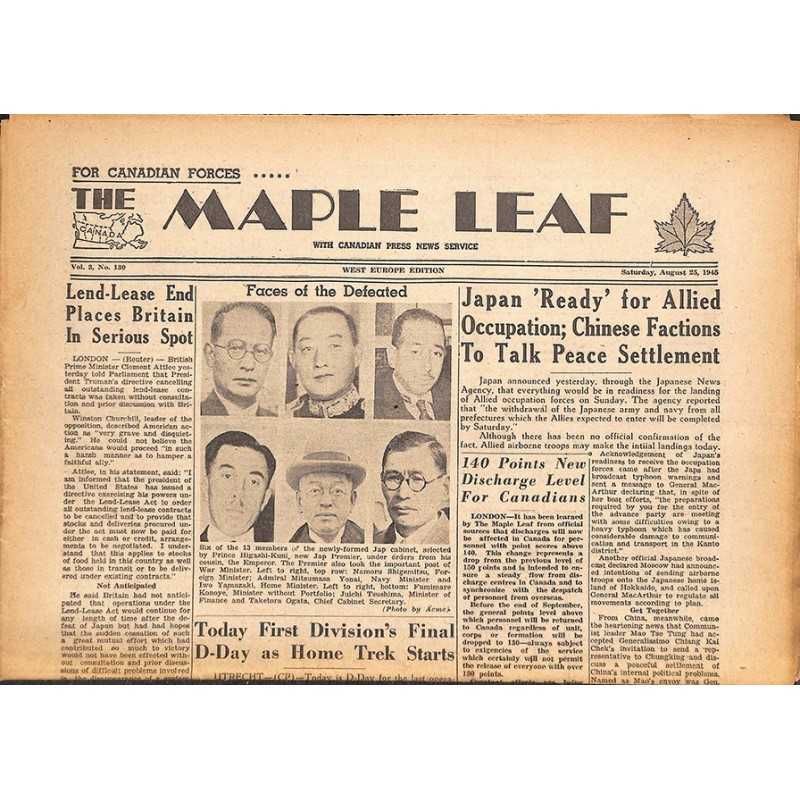 FOR CANADIAN FORCES .....
THE MAPLE LEAF
CANADA
WITH CANADIAN PRESS NEWS SERVICE
Vol. 3, No. 130
WEST EUROPE EDITION
Saturday, August 25, 1945
Lend-Lease End
Places Britain
In Serious Spot
LONDON — (Reuter) — British
Prime Minister Clement Attlee yes-
terday told Parliament that Presi-
dent Truman's directive cancelling
all outstanding lend-lease con-
tracts was taken without consulta-
tion and prior discussion with Bri-
tain.
Winston Churchill, leader of the
opposition, described American ac-
tion as "very grave and disquiet-
ing." He could not believe the
Americans would proceed "in such
a harsh manner as to hamper a
faithful ally."
Attlee, in his statement, said: "I
am informed that the president of
the United States has issued a
directive exercising his powers un-
der the Lend-Lease Act to order
all outstanding lend-lease contracts
to be cancelled and to provide that
stocks and deliveries procured un-
der the act must now be paid for
either in cash or credit, arrange-
ments to be negotiated. I under-
stand that this applies to stocks
of food held in this country as well
as those in transit or to be deliv-
ered under existing contracts."
Not Anticipated
He said Britain had not antici-
pated that operations under the
Lend-Lease Act would continue for
any length of time after the de-
feat of Japan but had had hopes
that the sudden cessation of such
a great mutual effort which had
contributed so much to victory
would not have been effected with-
out consultation and prior discus-
sion of difficult problems involved
Faces of the Defeated
Six of the 13 members of the newly-formed Jap cabinet, selected
by Prince Higashi-Kuni, new Jap Premier, under orders from his
cousin, the Emperor. The Premier also took the important post of
War Minister. Left to right, top row: Namoru Shigemitsu, For-
eign Minister; Admiral Mitsumasa Yonai, Navy Minister and
Iwo Yamazaki, Home Minister. Left to right, bottom: Fumimaro
Konoye, Minister without Portfolio; Juichi Tsushima, Minister of
Finance and Taketora Ogata, Chief Cabinet Secretary.
(Photo by Acme)
Today First Division's Final
D-Day as Home Trek Starts
UTRECHT—(CP)—Today is D-Day for the last
Japan 'Ready' for Allied
Occupation; Chinese Factions
To Talk Peace Settlement
Japan announced yesterday, through the Japanese News
Agency, that everything would be in readiness for the landing
of Allied occupation forces on Sunday. The agency reported
that "the withdrawal of the Japanese army and navy from all
prefectures which the Allies expected to enter will be completed
by Saturday."
Although there has been no official confirmation of the
fact, Allied airborne troops may make the intiial landings today.
140 Points New
Discharge Level
For Canadians
LONDON—It has been learned
by The Maple Leaf from official
sources that discharges will now
be affected in Canada for per-
sonnel with point scores above
140. This change represents a
drop from the previous level of
150 points and is intended to en-
sure a steady flow from dis-
charge centres in Canada and to
synchronize with the despatch
of personnel from overseas.
Before the end of September,
the general points level above
which personnel will be returned
to Canada regardless of unit,
corps or formation will be
dropped to 130—always subject
to exigencies of the service
which certainly will not permit
the release of everyone with over
130 points.
Acknowledgement of Japan's
readiness to receive the occupation
forces came after the Japs had
broadcast typhoon warnings and
sent a message to General Mac-
Arthur declaring that, in spite of
her best efforts, "the preparations
required by you for the entry of
the advance party are meeting
with some difficulties owing to a
heavy typhoon which has caused
considerable damage to communi-
cation and transport in the Kanto
district."
Another official Japanese broad-
cast declared Moscow had announc-
ed intentions of sending airborne
troops onto the Japanese home is-
land of Hokkaido, and called upon
General MacArthur to regulate all
movements according to plan.
Get Together
From China, meanwhile, came
the heartening news that Commun-
ist leader Mao Tse Tung had ac-
cepted Generalissimo Chiang Kai
Chek's invitation to send a re-
presentative to Chungking and dis-
cuss a peaceful settlement of
China's internal political problems.
Named as Mao's envoy was Gen.